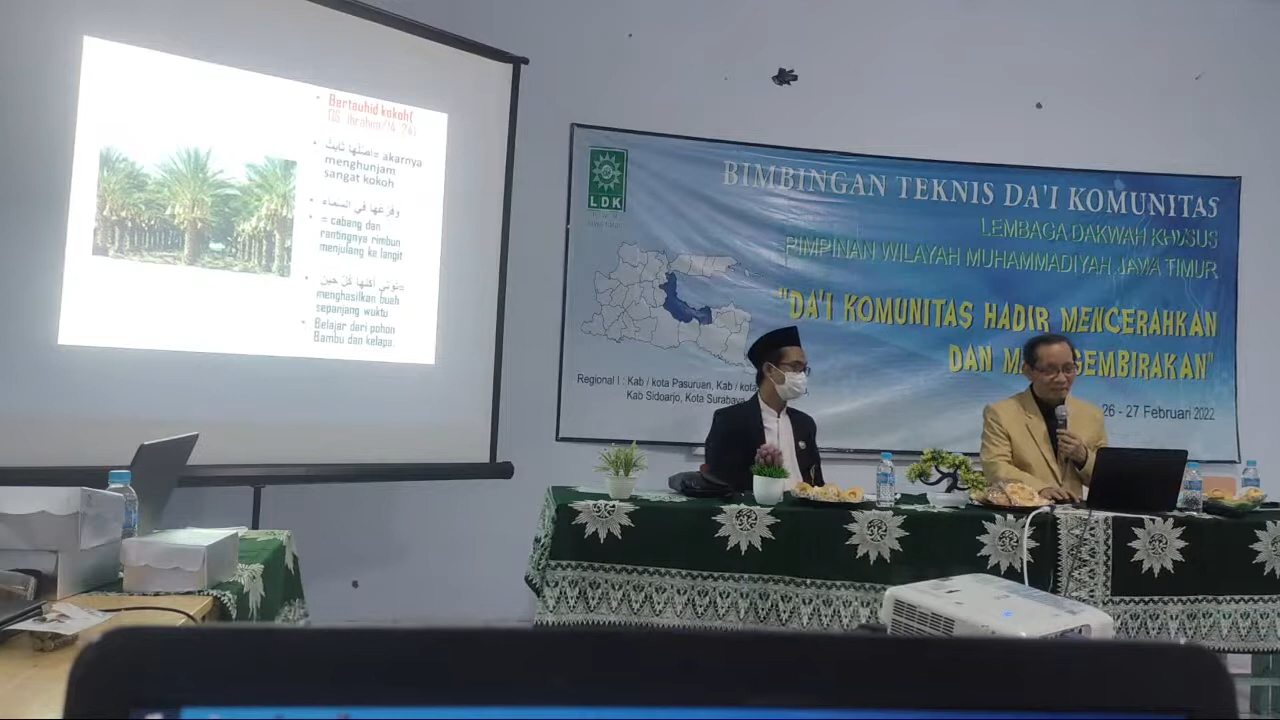 Bertauhid kokoh(
QS. Ibrahim/14: 24)
أصلها ثابت = akarnya
menghunjam
sangat kokoh
وفرعها في السماء
= cabang dan
rantingnya rimbun
menjulang ke langit
تؤتي أكلها كل حين=
menghasilkan buah
sepanjang waktu
Belajar dari pohon
Bambu dan kelapa.
LDK
BIMBINGAN TEKNIS DA'I KOMUNITAS
LEMBAGA DAKWAH KHUSUS
PIMPINAN WILAYAH MUHAMMADIYAH JAWA TIMUR
"DA'I KOMUNITAS HADIR MENCERAHKAN
DAN GEMBIRAKAN"
Regional I : Kab / kota Pasuruan, Kab / kota
Kab Sidoarjo, Kota Surabaya
26 - 27 Februari 2022